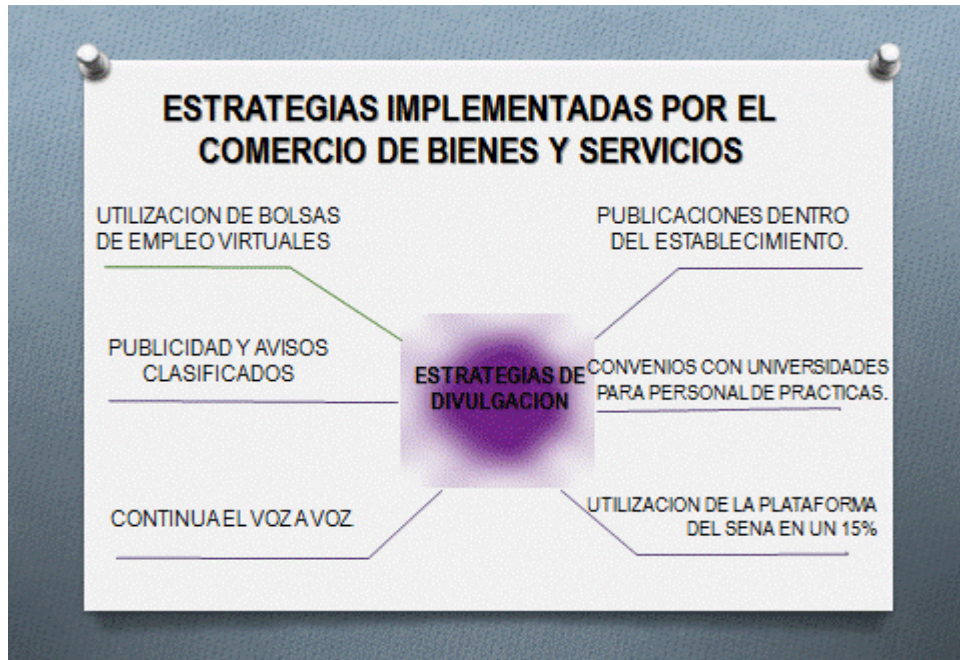 ESTRATEGIAS IMPLEMENTADAS POR EL
COMERCIO DE BIENES Y SERVICIOS
UTILIZACION DE BOLSAS
DE EMPLEO VIRTUALES
PUBLICIDAD Y AVISOS
CLASIFICADOS
CONTINUA EL VOZ A VOZ
ESTRATEGIAS DE
DIVULGACION
PUBLICACIONES DENTRO
DEL ESTABLECIMIENTO.
CONVENIOS CON UNIVERSIDADES
PARA PERSONAL DE PRACTICAS.
UTILIZACION DE LA PLATAFORMA
DEL SENA EN UN 15%